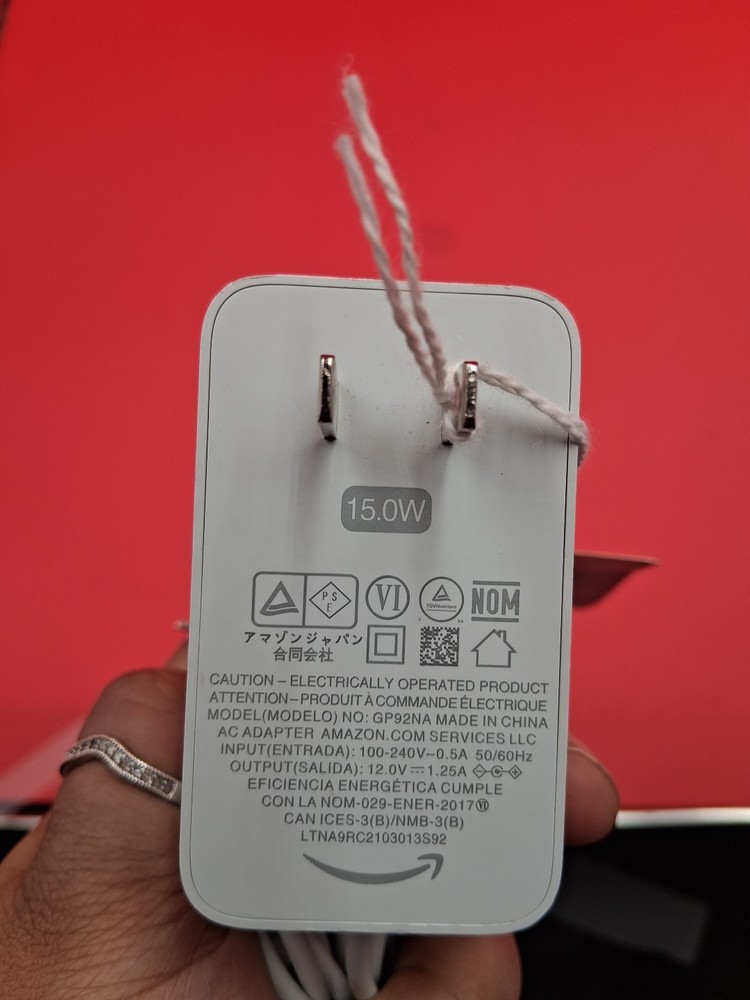 15.0W
PS
E
VI
TÜVRheinland
NOM
アマゾンジャパン
合同会社
CAUTION – ELECTRICALLY OPERATED PRODUCT
ATTENTION – PRODUIT À COMMANDE ÉLECTRIQUE
MODEL(MODELO) NO: GP92NA MADE IN CHINA
AC ADAPTER AMAZON.COM SERVICES LLC
INPUT(ENTRADA): 100-240V~0.5A 50/60Hz
OUTPUT(SALIDA): 12.0V⎓1.25A
EFICIENCIA ENERGÉTICA CUMPLE
CON LA NOM-029-ENER-2017 VI
CAN ICES-3(B)/NMB-3(B)
LTNA9RC2103013S92